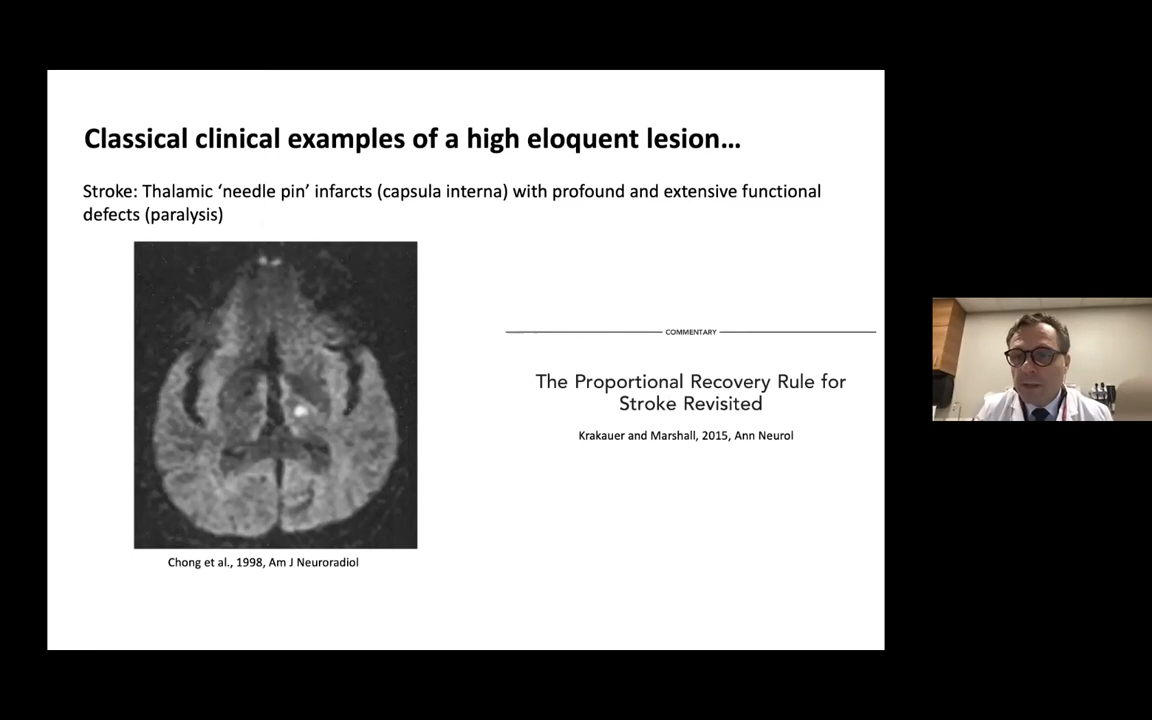 Classical clinical examples of a high eloquent lesion…
Stroke: Thalamic ‘needle pin’ infarcts (capsula interna) with profound and extensive functional
defects (paralysis)
COMMENTARY
The Proportional Recovery Rule for
Stroke Revisited
Krakauer and Marshall, 2015, Ann Neurol
Chong et al., 1998, Am J Neuroradiol